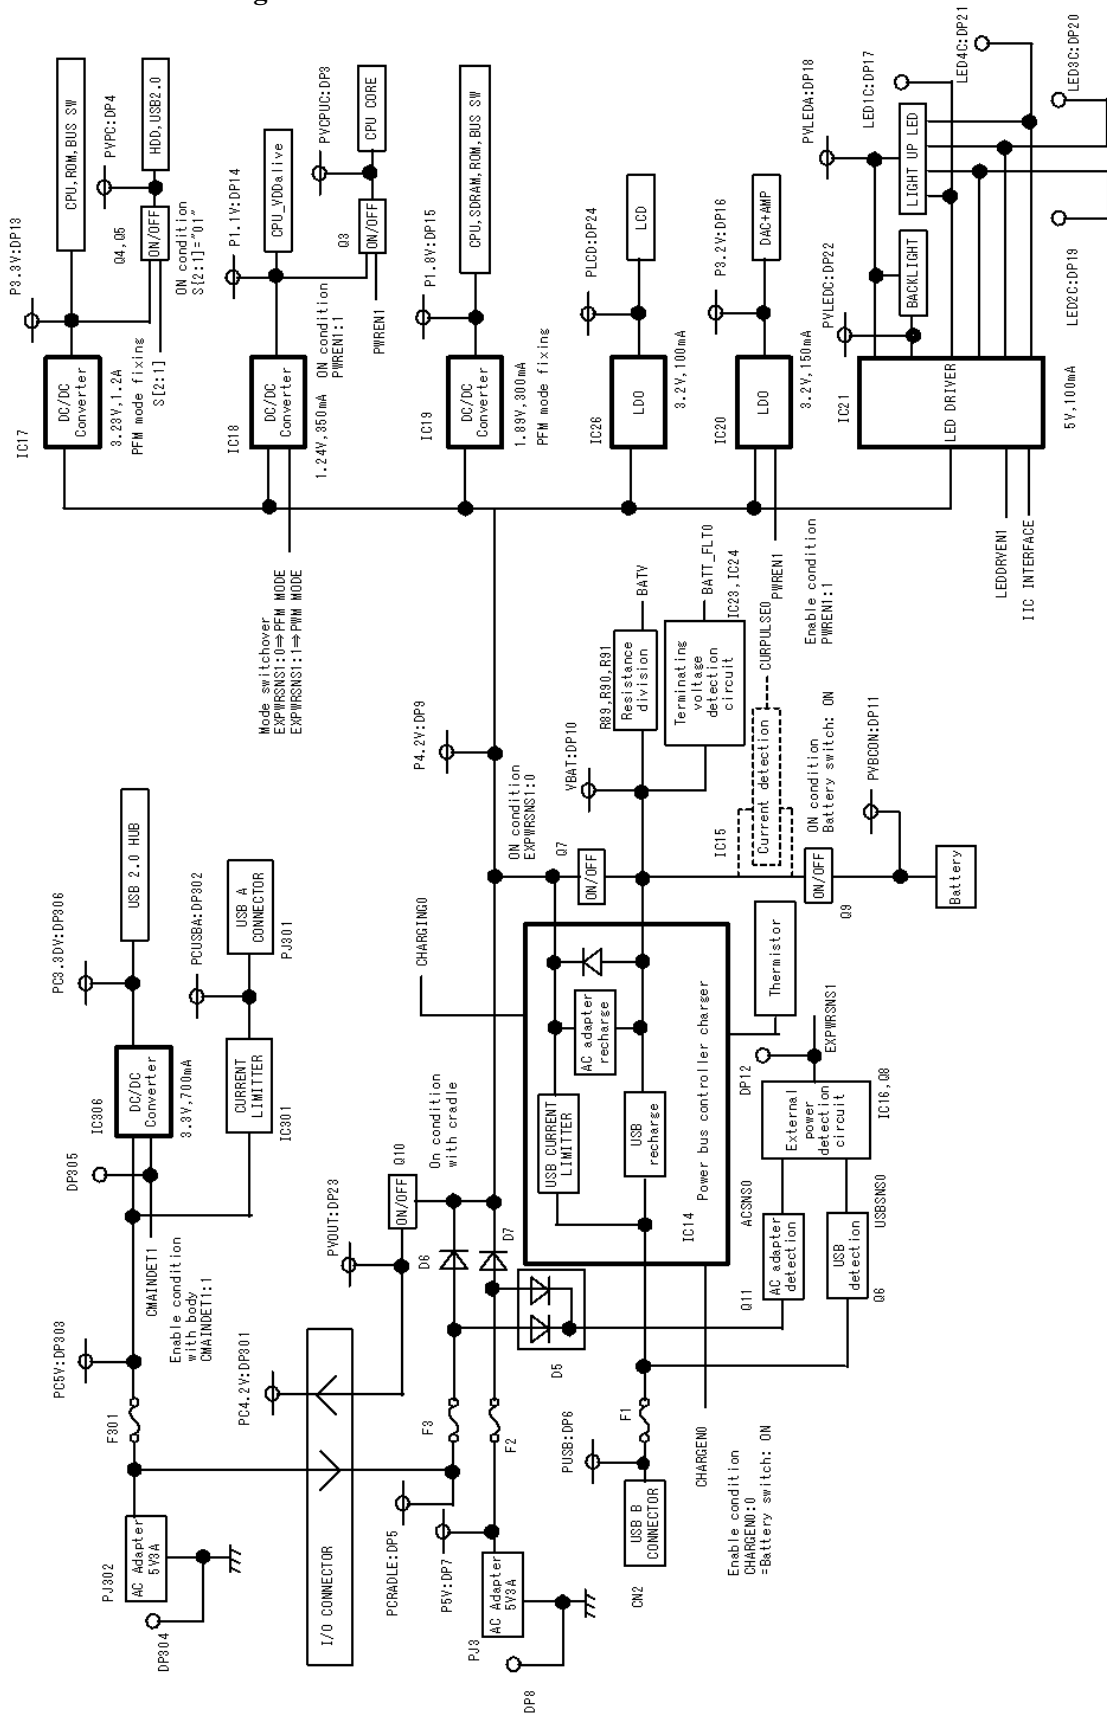 PJ302
AC Adapter
5V3A
DP304
F301
PC5V:DP303
CMAINDET1
Enable condition
with body
CMAINDET1:1
DP305
IC306
DC/DC
Converter
3.3V,700mA
PC3.3DV:DP306
USB 2.0 HUB
CURRENT
LIMITTER
IC301
PCUSBA:DP302
USB A
CONNECTOR
PJ301
I/O CONNECTOR
PC4.2V:DP301
PVOUT:DP23
Q10
ON/OFF
On condition
with cradle
CHARGING0
PCRADLE:DP5
F3
D6
P5V:DP7
F2
D7
PJ3
AC Adapter
5V3A
DP8
D5
P4.2V:DP9
ON condition
EXPWRSNS1:0
Q7
ON/OFF
VBAT:DP10
R89,R90,R91
Resistance
division
BATV
Terminating
voltage
detection
circuit
BATT_FLT0
IC23,IC24
IC15
Current detection
CURPULSE0
ON condition
Battery switch: ON
ON/OFF
Q9
PVBCON:DP11
Battery
PUSB:DP6
F1
USB B
CONNECTOR
CN2
CHARGEN0
Enable condition
CHARGEN0:0
=Battery switch: ON
USB CURRENT
LIMITTER
AC adapter
recharge
USB
recharge
IC14
Power bus controller charger
Thermistor
Q11
AC adapter
detection
ACSNS0
USB
detection
Q6
USBSNS0
External
power
detection
circuit
IC16,Q8
DP12
EXPWRSNS1
Mode switchover
EXPWRSNS1:0⇒PFM MODE
EXPWRSNS1:1⇒PWM MODE
IC17
DC/DC
Converter
3.23V,1.2A
PFM mode fixing
S[2:1]
P3.3V:DP13
CPU,ROM,BUS SW
Q4,Q5
ON/OFF
ON condition
S[2:1]="01"
PVPC:DP4
HDD,USB2.0
IC18
DC/DC
Converter
1.24V,350mA
ON condition
PWREN1:1
PWREN1
P1.1V:DP14
CPU_VDDalive
Q3
ON/OFF
PVCPUC:DP3
CPU CORE
IC19
DC/DC
Converter
1.89V,300mA
PFM mode fixing
P1.8V:DP15
CPU,SDRAM,ROM,BUS SW
IC26
LDO
3.2V,100mA
PLCD:DP24
LCD
IC20
LDO
3.2V,150mA
P3.2V:DP16
DAC+AMP
PWREN1
Enable condition
PWREN1:1
IC21
LED DRIVER
5V,100mA
LEDDRVEN1
IIC INTERFACE
PVLEDC:DP22
BACKLIGHT
PVLEDA:DP18
LIGHT UP LED
LED1C:DP17
LED4C:DP21
LED2C:DP19
LED3C:DP20